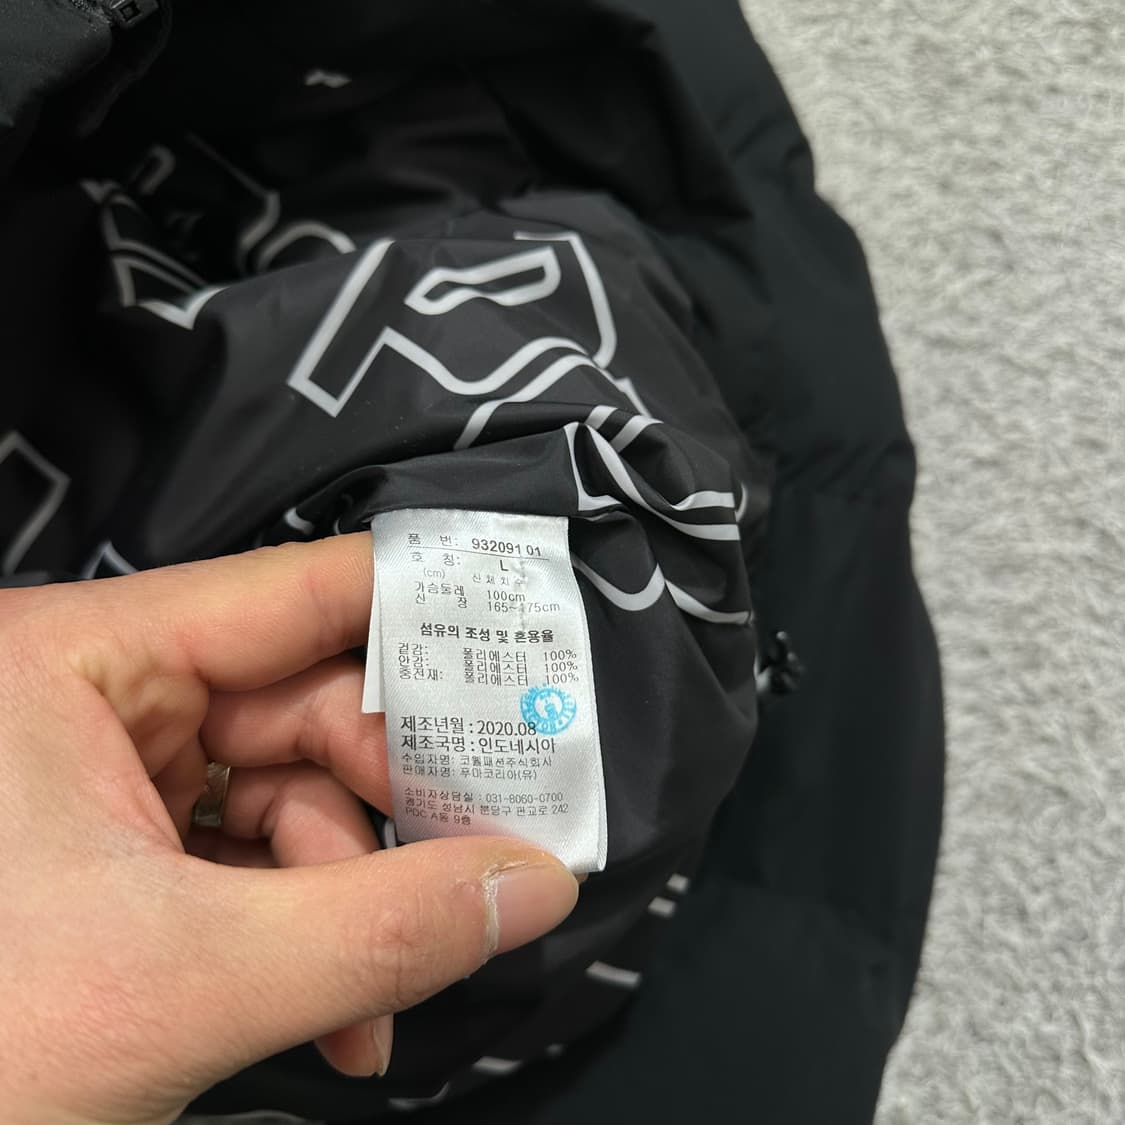 품 번: 932091 01
호 칭: L
(cm) 신체치수
가슴둘레 100cm
신 장 165~175cm
섬유의 조성 및 혼용율
겉감: 폴리에스터 100%
안감: 폴리에스터 100%
충전재: 폴리에스터 100%
제조년월 : 2020.08
제조국명 : 인도네시아
수입자명: 코웰패션주식회사
판매자명: 푸마코리아(유)
소비자상담실 : 031-8060-0700
경기도 성남시 분당구 판교로 242
PDC A동 9층